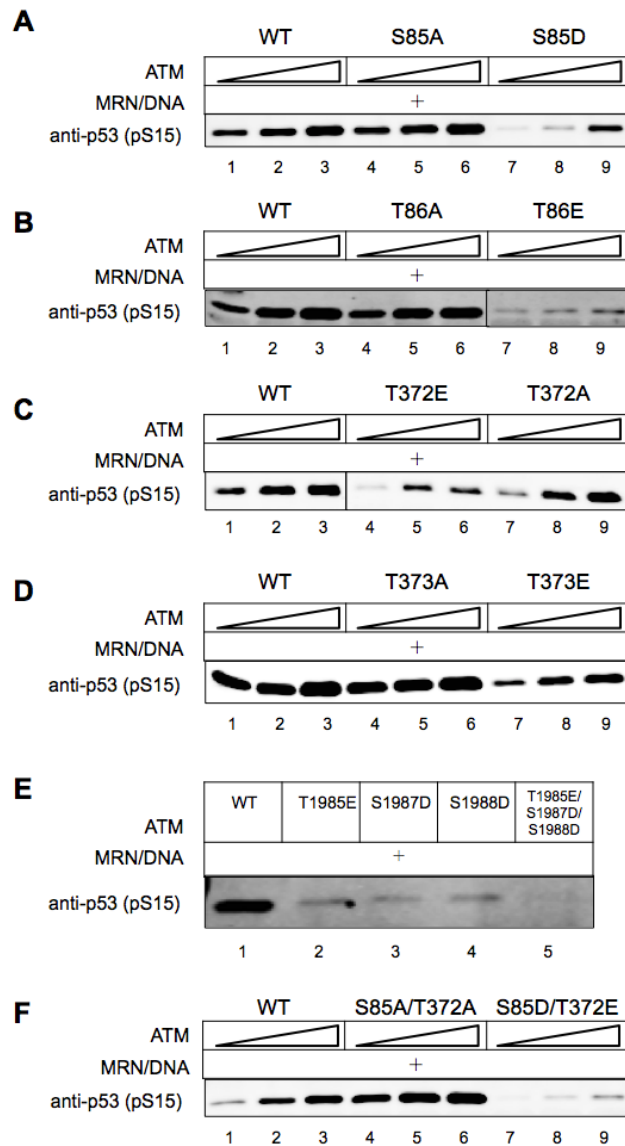 A
WT S85A S85D
ATM
MRN/DNA +
anti-p53 (pS15)
1 2 3 4 5 6 7 8 9
B
WT T86A T86E
ATM
MRN/DNA +
anti-p53 (pS15)
1 2 3 4 5 6 7 8 9
C
WT T372E T372A
ATM
MRN/DNA +
anti-p53 (pS15)
1 2 3 4 5 6 7 8 9
D
WT T373A T373E
ATM
MRN/DNA +
anti-p53 (pS15)
1 2 3 4 5 6 7 8 9
E
WT T1985E S1987D S1988D T1985E/
S1987D/
ATM S1988D
MRN/DNA +
anti-p53 (pS15)
1 2 3 4 5
F
WT S85A/T372A S85D/T372E
ATM
MRN/DNA +
anti-p53 (pS15)
1 2 3 4 5 6 7 8 9